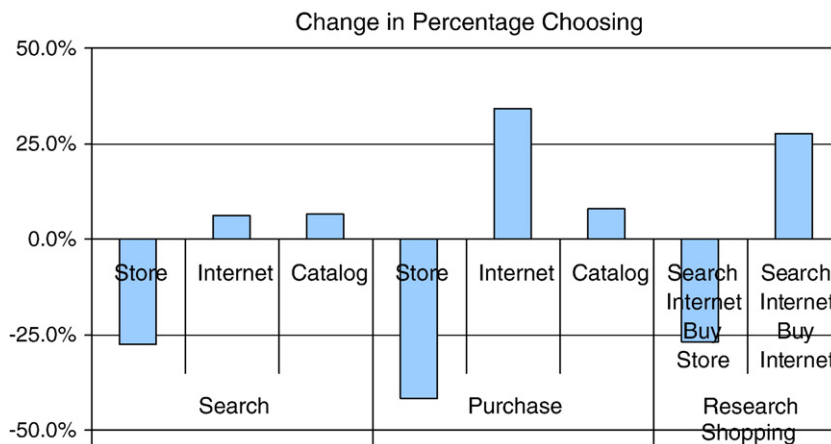 Change in Percentage Choosing
50.0%
25.0%
0.0%
Store Internet Catalog Store Internet Catalog Search Search
Internet Internet
-25.0%
Buy Buy
Store Internet
Search Purchase Research
Shopping
-50.0%